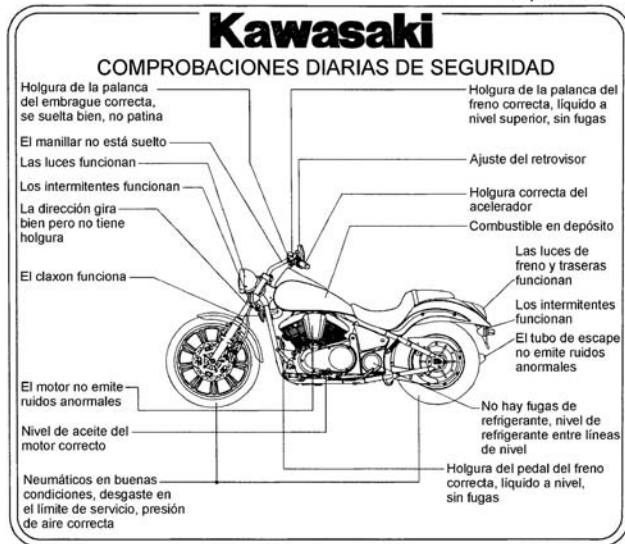 Kawasaki
COMPROBACIONES DIARIAS DE SEGURIDAD
Holgura de la palanca
del embrague correcta,
se suelta bien, no patina
El manillar no está suelto
Las luces funcionan
Los intermitentes funcionan
La dirección gira
bien pero no tiene
holgura
El claxon funciona
El motor no emite
ruidos anormales
Nivel de aceite del
motor correcto
Neumáticos en buenas
condiciones, desgaste en
el límite de servicio, presión
de aire correcta
Holgura de la palanca del
freno correcta, líquido a
nivel superior, sin fugas
Ajuste del retrovisor
Holgura correcta del
acelerador
Combustible en depósito
Las luces de
freno y traseras
funcionan
Los intermitentes
funcionan
El tubo de escape
no emite ruidos
anormales
No hay fugas de
refrigerante, nivel de
refrigerante entre líneas
de nivel
Holgura del pedal del freno
correcta, líquido a nivel,
sin fugas